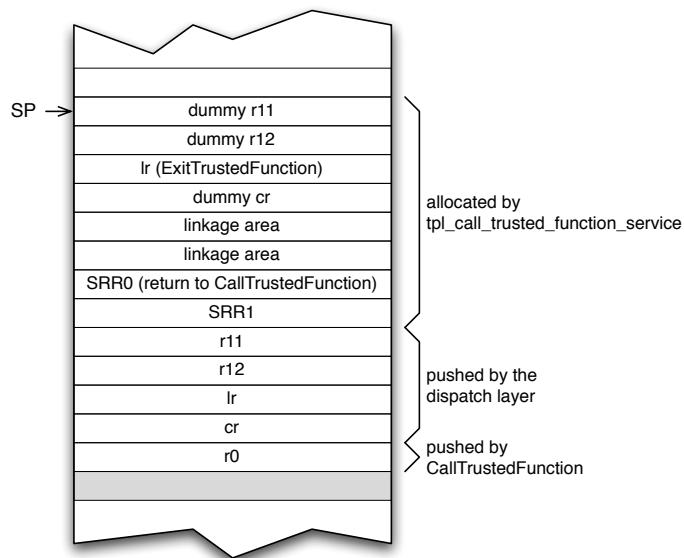 SP
dummy r11
dummy r12
lr (ExitTrustedFunction)
dummy cr
linkage area
linkage area
SRR0 (return to CallTrustedFunction)
SRR1
r11
r12
lr
cr
r0
allocated by
tpl_call_trusted_function_service
pushed by the
dispatch layer
pushed by
CallTrustedFunction